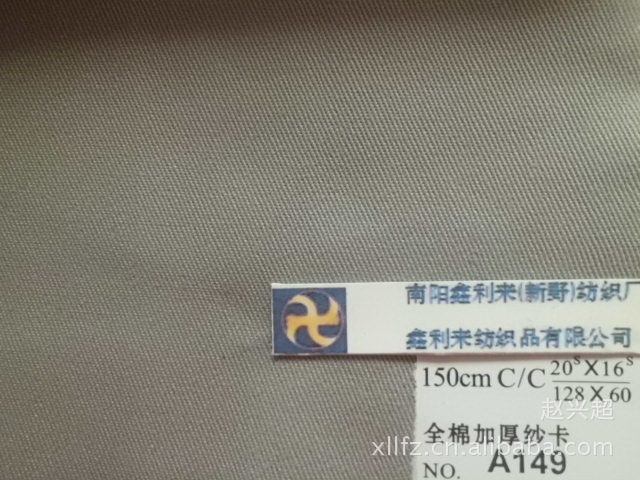 南阳鑫利来(新野)纺织厂
鑫利来纺织品有限公司
150cm C/C 20S X 16S
128 X 60
赵兴超
全棉加厚纱卡
xllfz.cn.alibaba.com
NO. A149